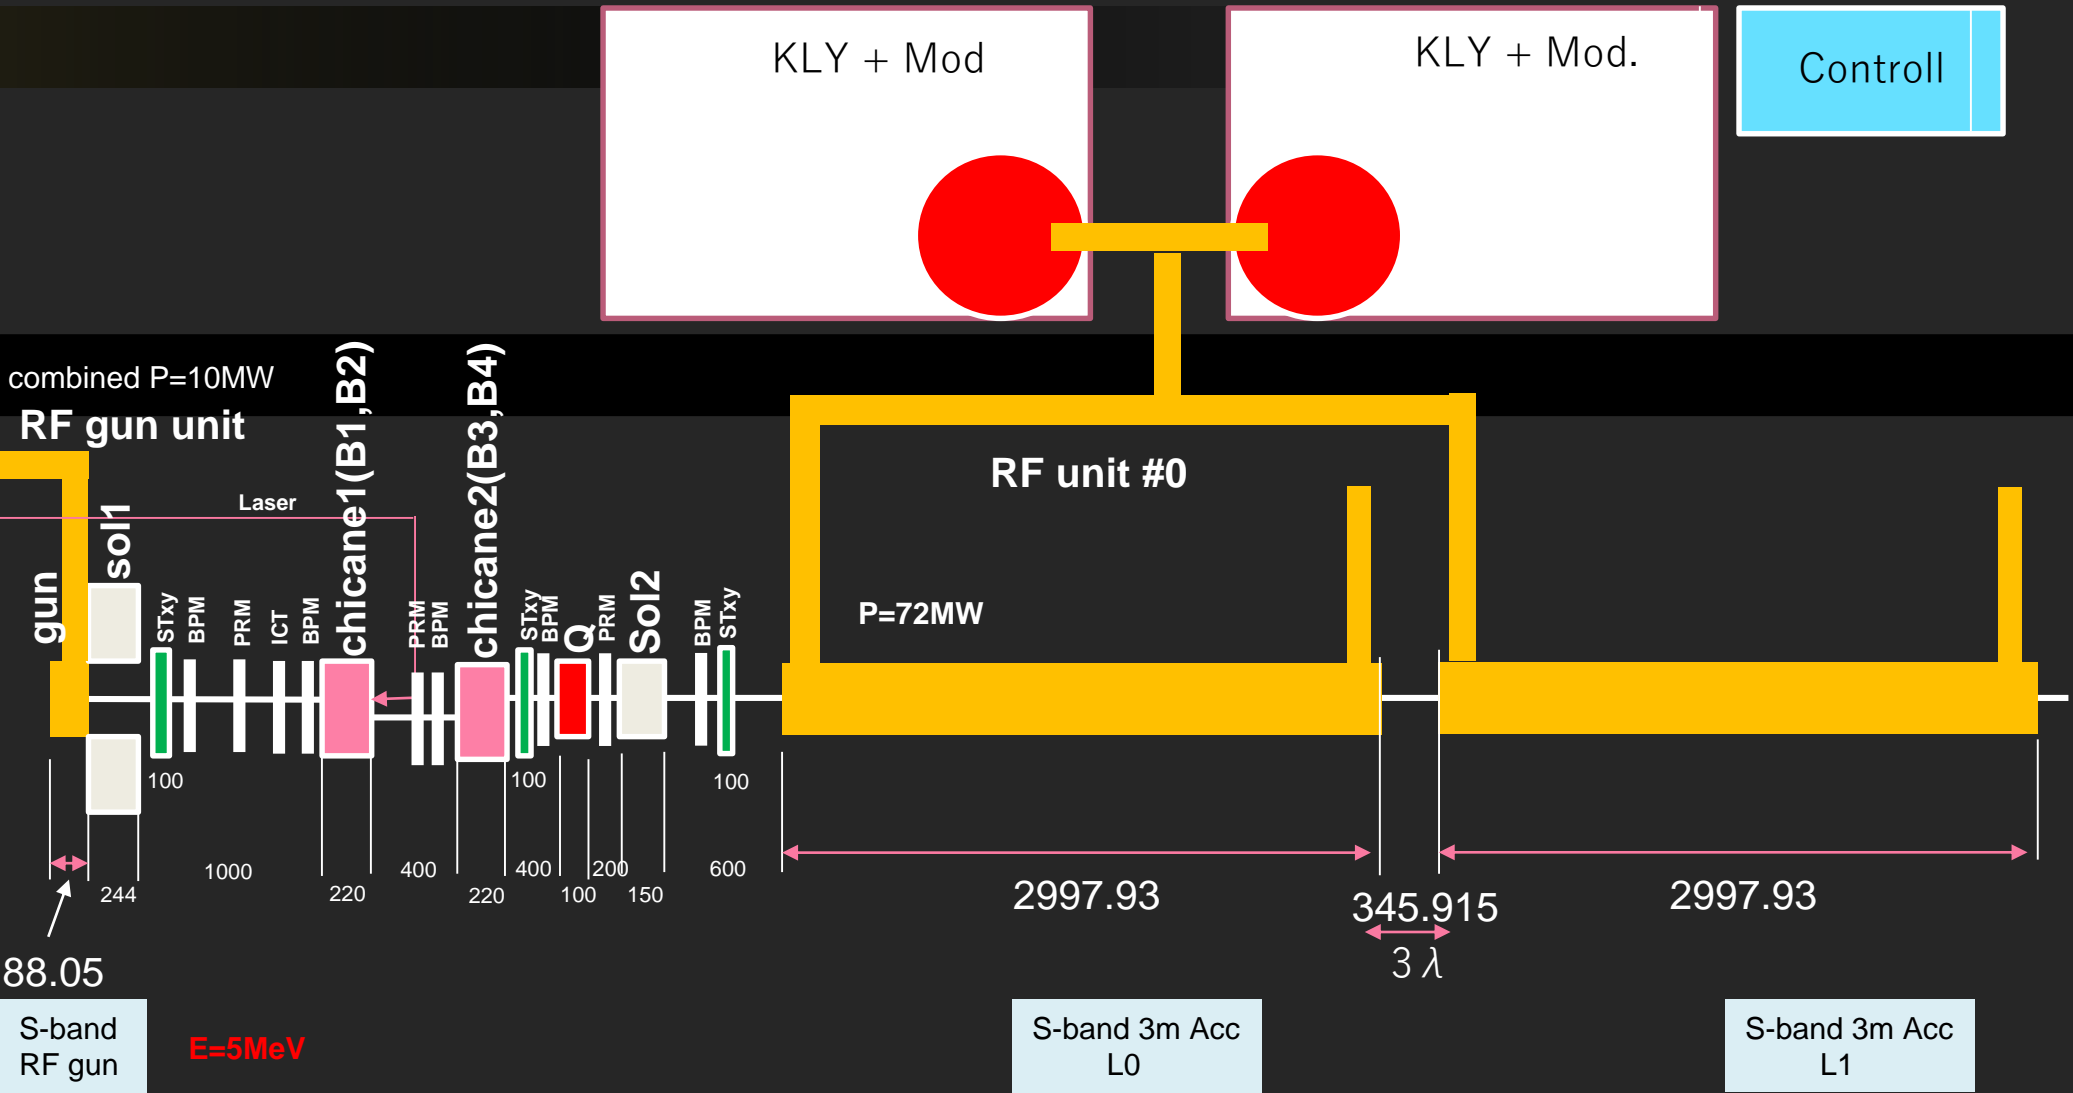 KLY + Mod
KLY + Mod.
Controll
combined P=10MW
RF gun unit
Laser
RF unit #0
P=72MW
gun
sol1
STxy
BPM
PRM
ICT
BPM
chicane1(B1,B2)
PRM
BPM
chicane2(B3,B4)
STxy
BPM
Q
PRM
Sol2
BPM
STxy
100
100
100
244
1000
220
400
220
400
100
200
150
600
2997.93
345.915
2997.93
3 λ
88.05
S-band
RF gun
E=5MeV
S-band 3m Acc
L0
S-band 3m Acc
L1